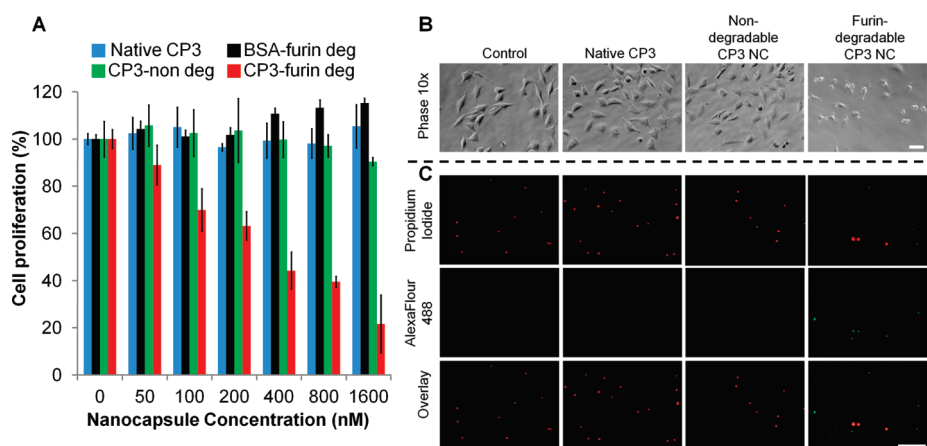 A
Native CP3 BSA-furin deg
CP3-non deg CP3-furin deg
120
100
80
60
40
20
0
Cell proliferation (%)
0 50 100 200 400 800 1600
Nanocapsule Concentration (nM)
B
Control
Native CP3
Non-
degradable
CP3 NC
Furin-
degradable
CP3 NC
Phase 10x
C
Propidium
Iodide
AlexaFlour
488
Overlay